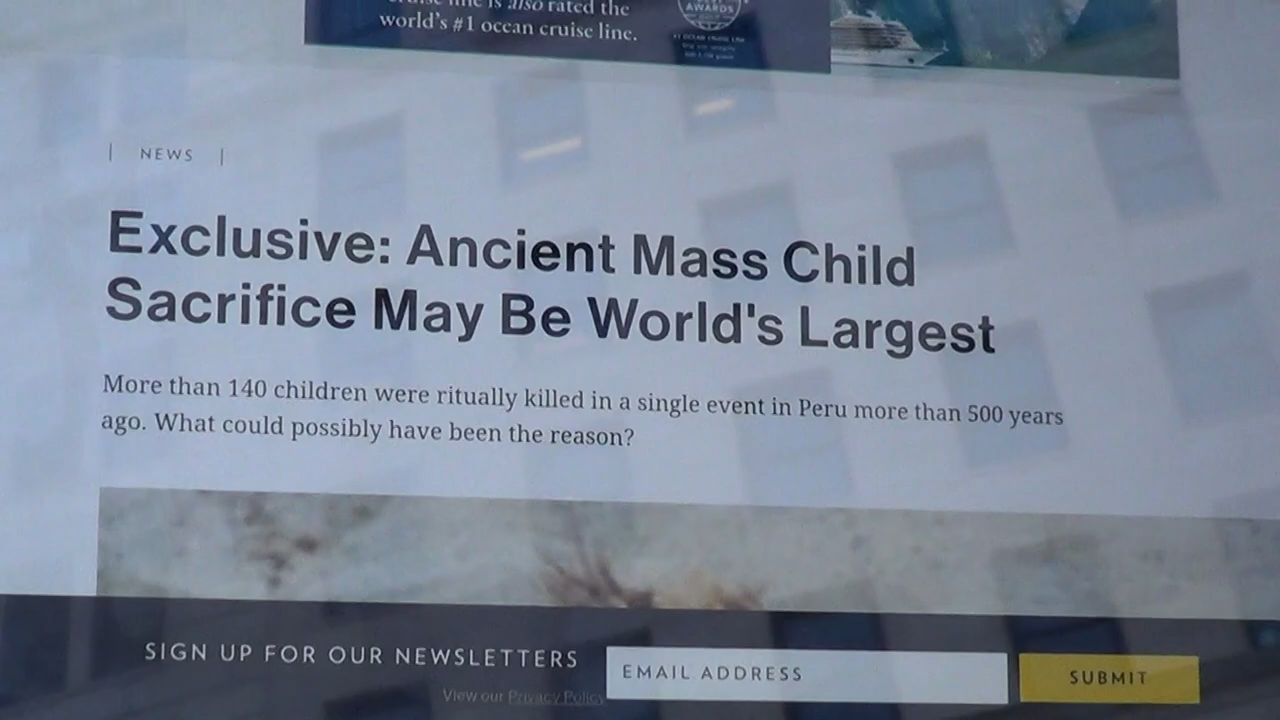 is also rated the
world's #1 ocean cruise line.
AWARDS
NEWS
Exclusive: Ancient Mass Child
Sacrifice May Be World's Largest
More than 140 children were ritually killed in a single event in Peru more than 500 years
ago. What could possibly have been the reason?
SIGN UP FOR OUR NEWSLETTERS
EMAIL ADDRESS
SUBMIT
View our Privacy Policy